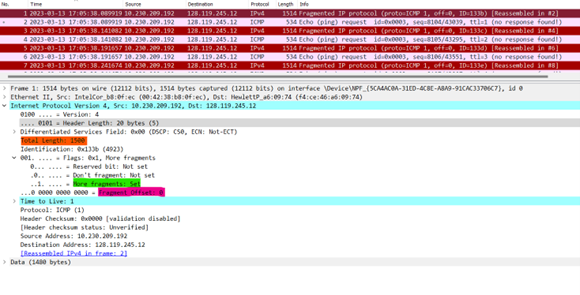 Time Source Destination Protocol Length Info
1 2023-03-13 17:05:38.089919 10.230.209.192 128.119.245.12 IPv4 1514 Fragmented IP protocol (proto=ICMP 1, off=0, ID=133b) [Reassembled in #2]
2 2023-03-13 17:05:38.089919 10.230.209.192 128.119.245.12 ICMP 534 Echo (ping) request id=0x0003, seq=8104/43039, ttl=1 (no response found!)
3 2023-03-13 17:05:38.141082 10.230.209.192 128.119.245.12 IPv4 1514 Fragmented IP protocol (proto=ICMP 1, off=0, ID=133c) [Reassembled in #4]
4 2023-03-13 17:05:38.141082 10.230.209.192 128.119.245.12 ICMP 534 Echo (ping) request id=0x0003, seq=8105/43295, ttl=2 (no response found!)
5 2023-03-13 17:05:38.191657 10.230.209.192 128.119.245.12 IPv4 1514 Fragmented IP protocol (proto=ICMP 1, off=0, ID=133d) [Reassembled in #6]
6 2023-03-13 17:05:38.191657 10.230.209.192 128.119.245.12 ICMP 534 Echo (ping) request id=0x0003, seq=8106/43551, ttl=3 (no response found!)
7 2023-03-13 17:05:38.241864 10.230.209.192 128.119.245.12 IPv4 1514 Fragmented IP protocol (proto=ICMP 1, off=0, ID=133e) [Reassembled in #8]
Frame 1: 1514 bytes on wire (12112 bits), 1514 bytes captured (12112 bits) on interface \Device\NPF_{5CA4AC0A-31ED-4C8E-A8A9-91CAC33706C7}, id 0
Ethernet II, Src: IntelCor_b8:0f:ec (00:42:38:b8:0f:ec), Dst: HewlettP_a6:09:74 (f4:ce:46:a6:09:74)
Internet Protocol Version 4, Src: 10.230.209.192, Dst: 128.119.245.12
0100 .... = Version: 4
.... 0101 = Header Length: 20 bytes (5)
Differentiated Services Field: 0x00 (DSCP: CS0, ECN: Not-ECT)
Total Length: 1500
Identification: 0x133b (4923)
001. .... = Flags: 0x1, More fragments
0... .... = Reserved bit: Not set
.0.. .... = Don't fragment: Not set
..1. .... = More fragments: Set
...0 0000 0000 0000 = Fragment Offset: 0
Time to Live: 1
Protocol: ICMP (1)
Header Checksum: 0x0000 [validation disabled]
[Header checksum status: Unverified]
Source Address: 10.230.209.192
Destination Address: 128.119.245.12
[Reassembled IPv4 in frame: 2]
Data (1480 bytes)